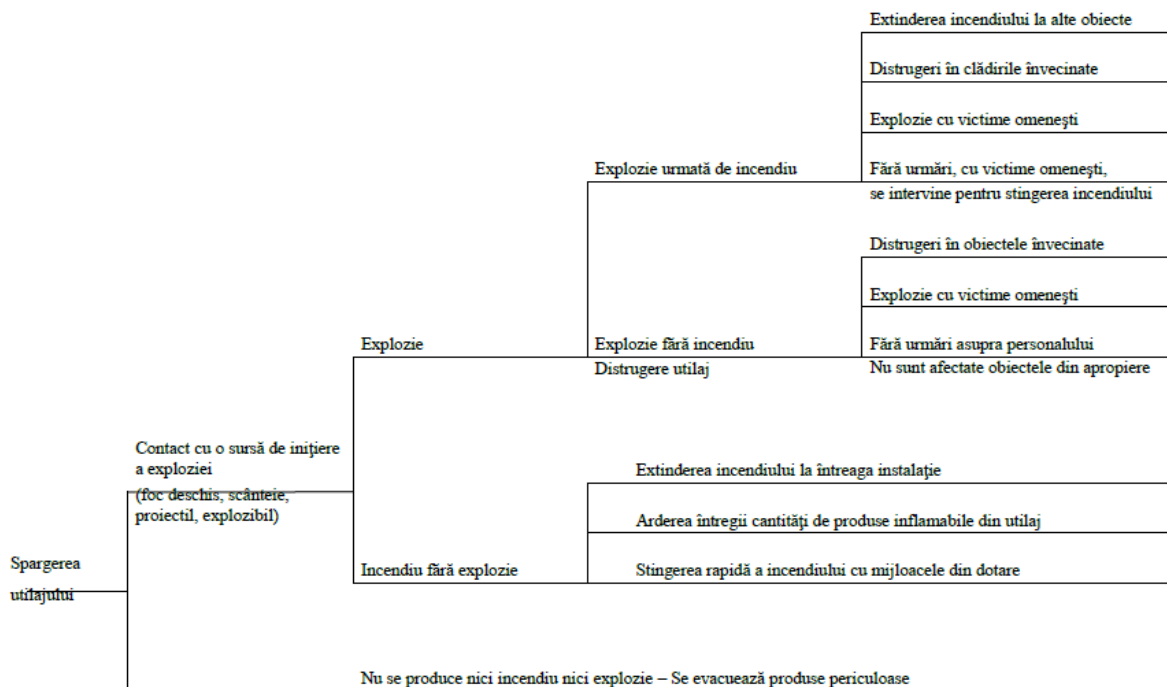 Extinderea incendiului la alte obiecte
Distrugeri în clădirile învecinate
Explozie cu victime omeneşti
Explozie urmată de incendiu
Fără urmări, cu victime omeneşti,
se intervine pentru stingerea incendiului
Distrugeri în obiectele învecinate
Explozie cu victime omeneşti
Explozie
Explozie fără incendiu
Distrugere utilaj
Fără urmări asupra personalului
Nu sunt afectate obiectele din apropiere
Contact cu o sursă de iniţiere
a exploziei
(foc deschis, scânteie,
proiectil, explozibil)
Extinderea incendiului la întreaga instalaţie
Arderea întregii cantităţi de produse inflamabile din utilaj
Spargerea
utilajului
Incendiu fără explozie
Stingerea rapidă a incendiului cu mijloacele din dotare
Nu se produce nici incendiu nici explozie – Se evacuează produse periculoase